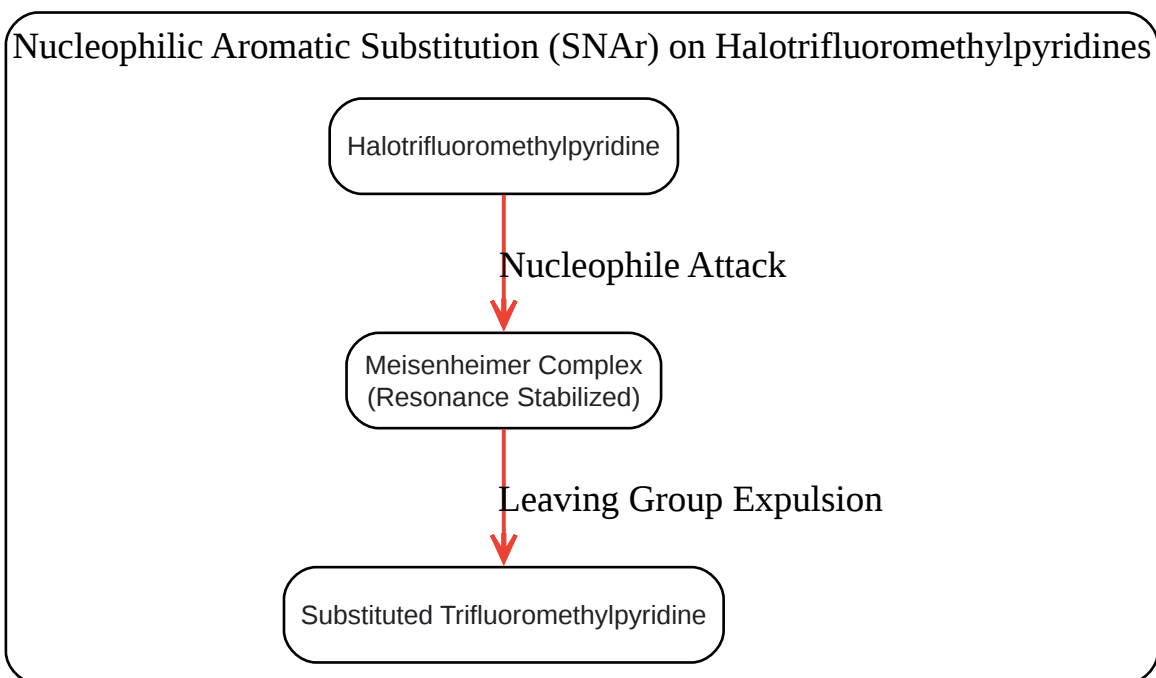 Nucleophilic Aromatic Substitution (SNAr) on Halotrifluoromethylpyridines
Halotrifluoromethylpyridine
Nucleophile Attack
Meisenheimer Complex
(Resonance Stabilized)
Leaving Group Expulsion
Substituted Trifluoromethylpyridine